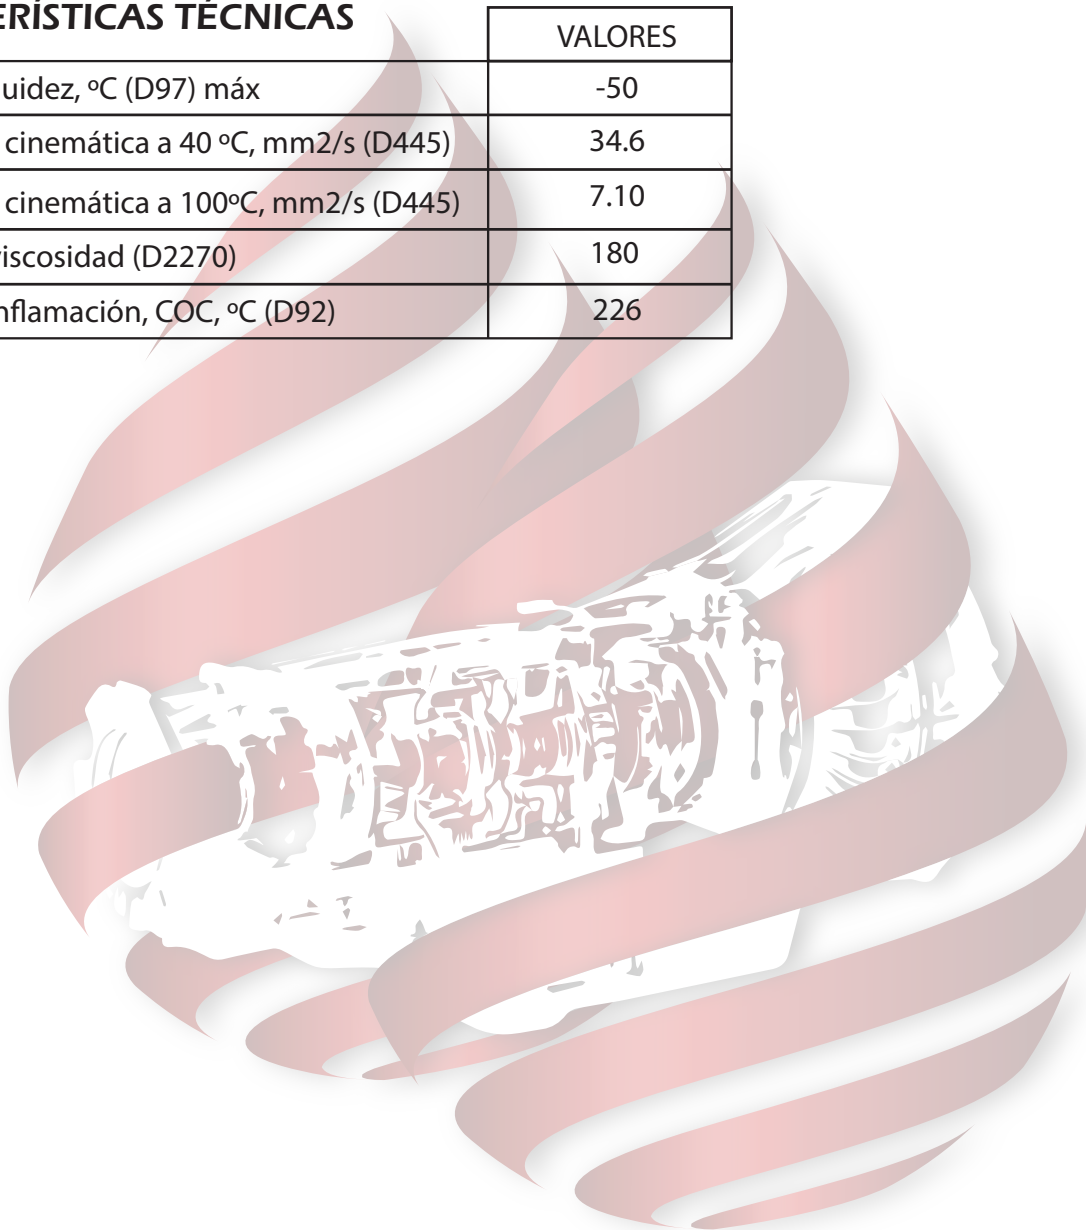 ERÍSTICAS TÉCNICAS
VALORES
uidez, ºC (D97) máx -50
cinemática a 40 ºC, mm2/s (D445) 34.6
cinemática a 100ºC, mm2/s (D445) 7.10
viscosidad (D2270) 180
nflamación, COC, ºC (D92) 226